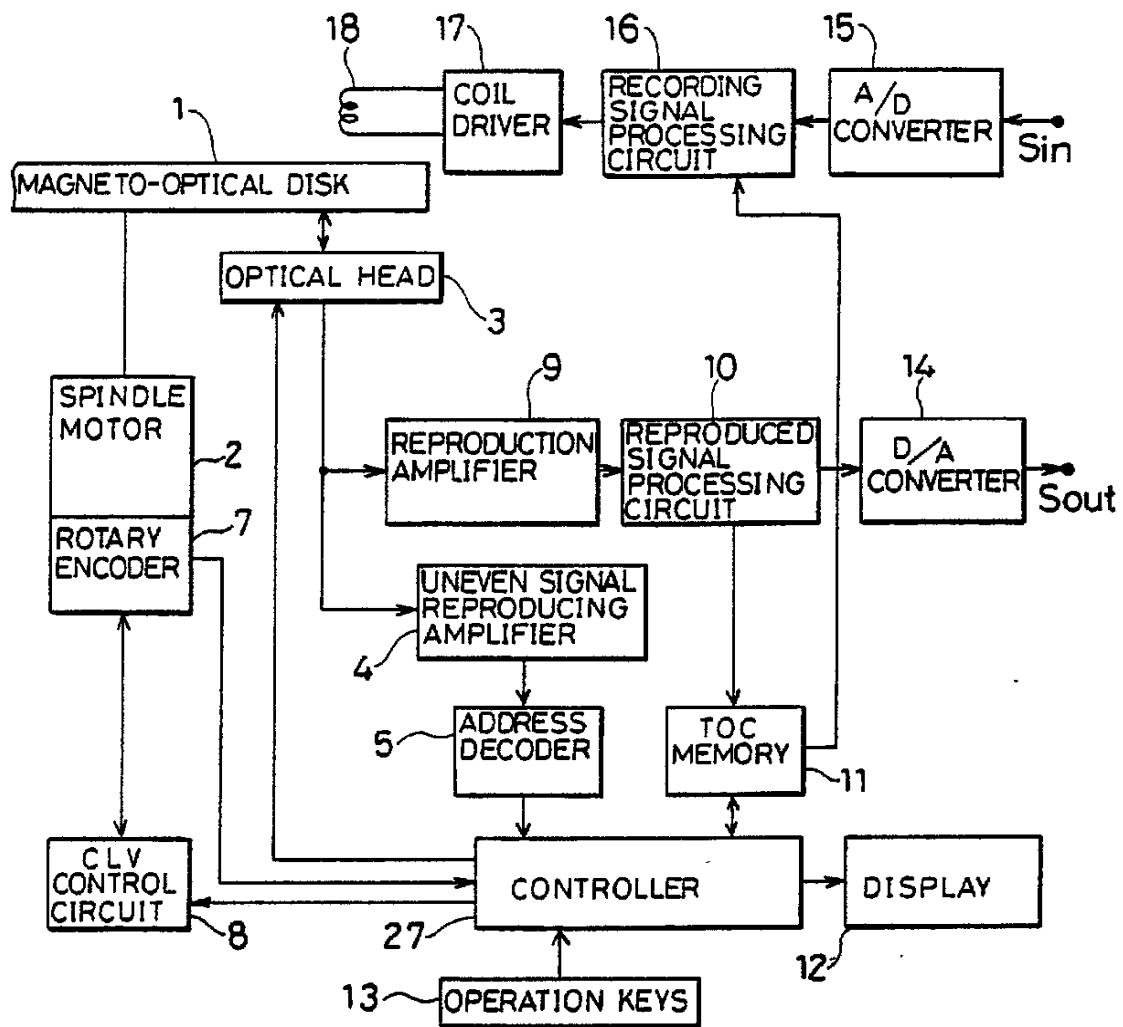 18
17
16
15
COIL
DRIVER
RECORDING
SIGNAL
PROCESSING
CIRCUIT
A/D
CONVERTER
Sin
1
MAGNETO-OPTICAL DISK
OPTICAL HEAD
3
SPINDLE
MOTOR
2
7
ROTARY
ENCODER
9
REPRODUCTION
AMPLIFIER
10
REPRODUCED
SIGNAL
PROCESSING
CIRCUIT
14
D/A
CONVERTER
Sout
UNEVEN SIGNAL
REPRODUCING
AMPLIFIER
4
5
ADDRESS
DECODER
TOC
MEMORY
11
CLV
CONTROL
CIRCUIT
8
CONTROLLER
27
DISPLAY
12
13
OPERATION KEYS